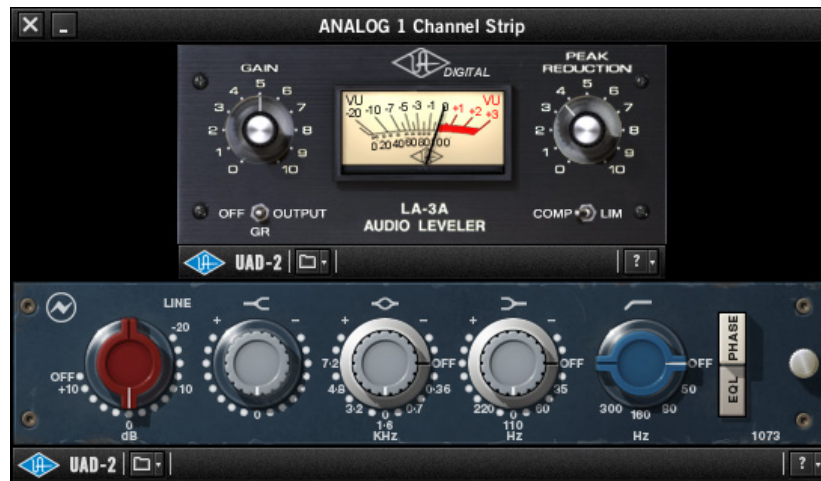 ANALOG 1 Channel Strip
GAIN
0 1 2 3 4 5 6 7 8 9 10
UA DIGITAL
VU VU
-20 -10 -7 -5 -3 -1 0 +1 +2 +3
0 20 40 60 80 100
PEAK
REDUCTION
0 1 2 3 4 5 6 7 8 9 10
OFF OUTPUT
GR
LA-3A
AUDIO LEVELER
COMP LIM
UA UAD-2 ?
LINE
-20
OFF
+10
-10
0
dB
+ -
0
+ -
7·2 OFF
4·8 0·36
3·2 0·7
1·6
KHz
+ -
OFF
35
220 60
110
Hz
OFF
50
300 80
160
Hz
PHASE
EQL
1073
UA UAD-2 ?